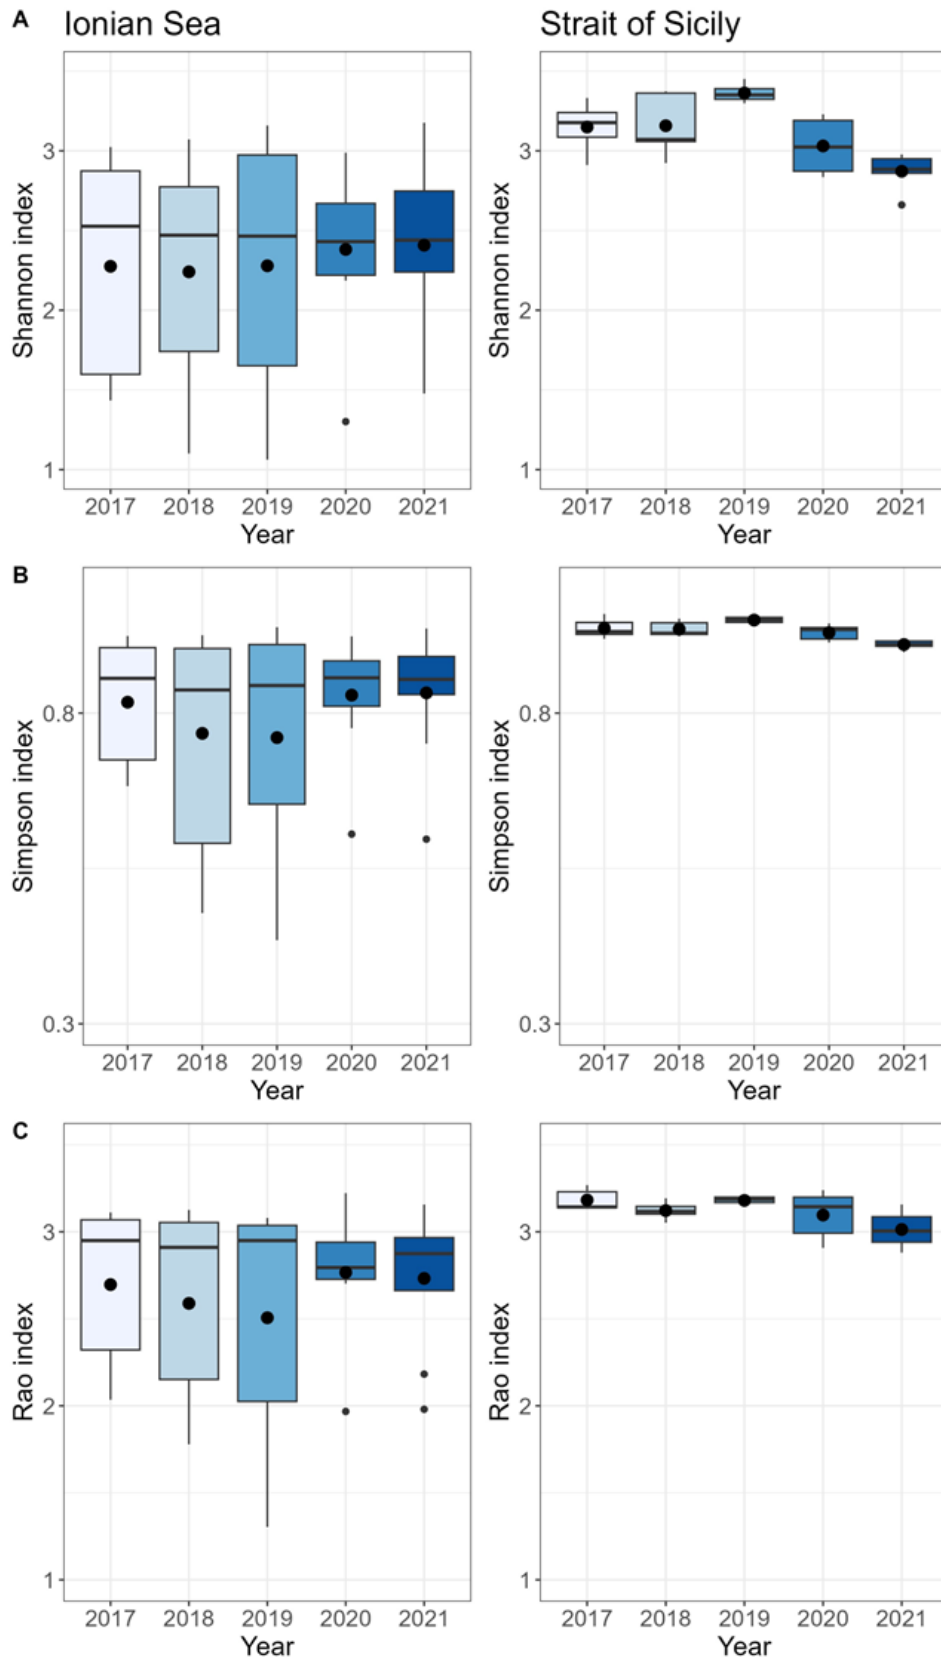 A
Ionian Sea
Strait of Sicily
Shannon index
3
2
1
2017 2018 2019 2020 2021
Year
Shannon index
3
2
1
2017 2018 2019 2020 2021
Year
B
Simpson index
0.8
0.3
2017 2018 2019 2020 2021
Year
Simpson index
0.8
0.3
2017 2018 2019 2020 2021
Year
C
Rao index
3
2
1
2017 2018 2019 2020 2021
Year
Rao index
3
2
1
2017 2018 2019 2020 2021
Year